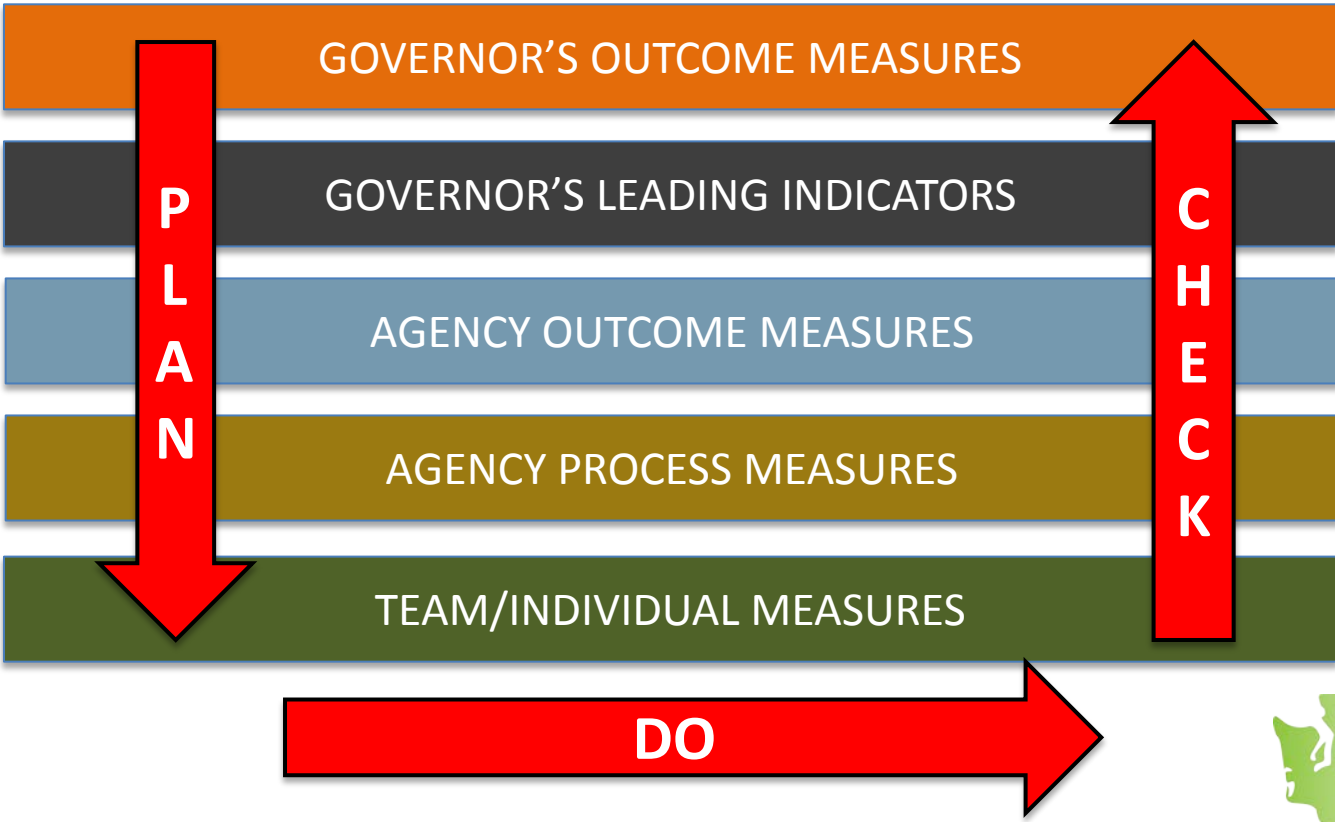 GOVERNOR’S OUTCOME MEASURES
GOVERNOR’S LEADING INDICATORS
AGENCY OUTCOME MEASURES
AGENCY PROCESS MEASURES
TEAM/INDIVIDUAL MEASURES
PLAN
DO
CHECK